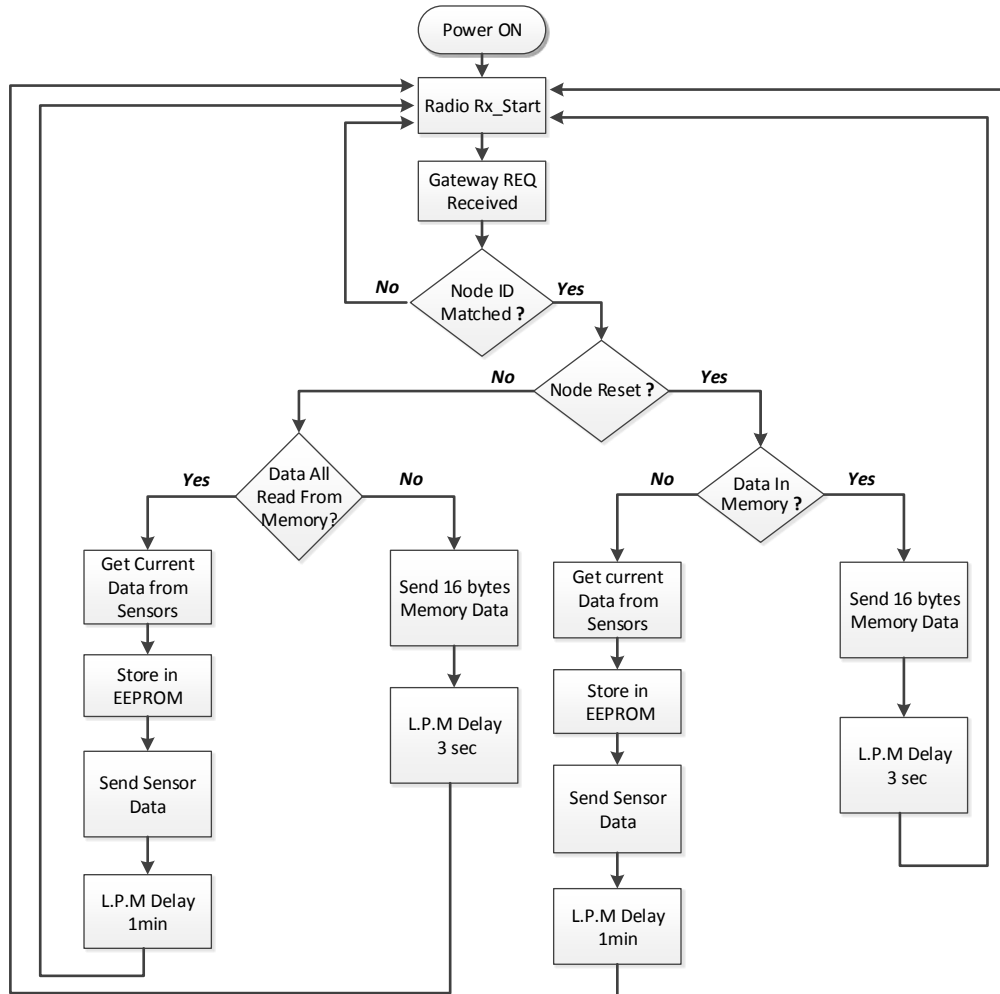 Power ON
Radio Rx_Start
Gateway REQ
Received
No
Node ID
Matched ?
Yes
No
Node Reset ?
Yes
Yes
Data All
Read From
Memory?
No
No
Data In
Memory ?
Yes
Get Current
Data from
Sensors
Send 16 bytes
Memory Data
Get current
Data from
Sensors
Send 16 bytes
Memory Data
Store in
EEPROM
L.P.M Delay
3 sec
Store in
EEPROM
L.P.M Delay
3 sec
Send Sensor
Data
Send Sensor
Data
L.P.M Delay
1min
L.P.M Delay
1min